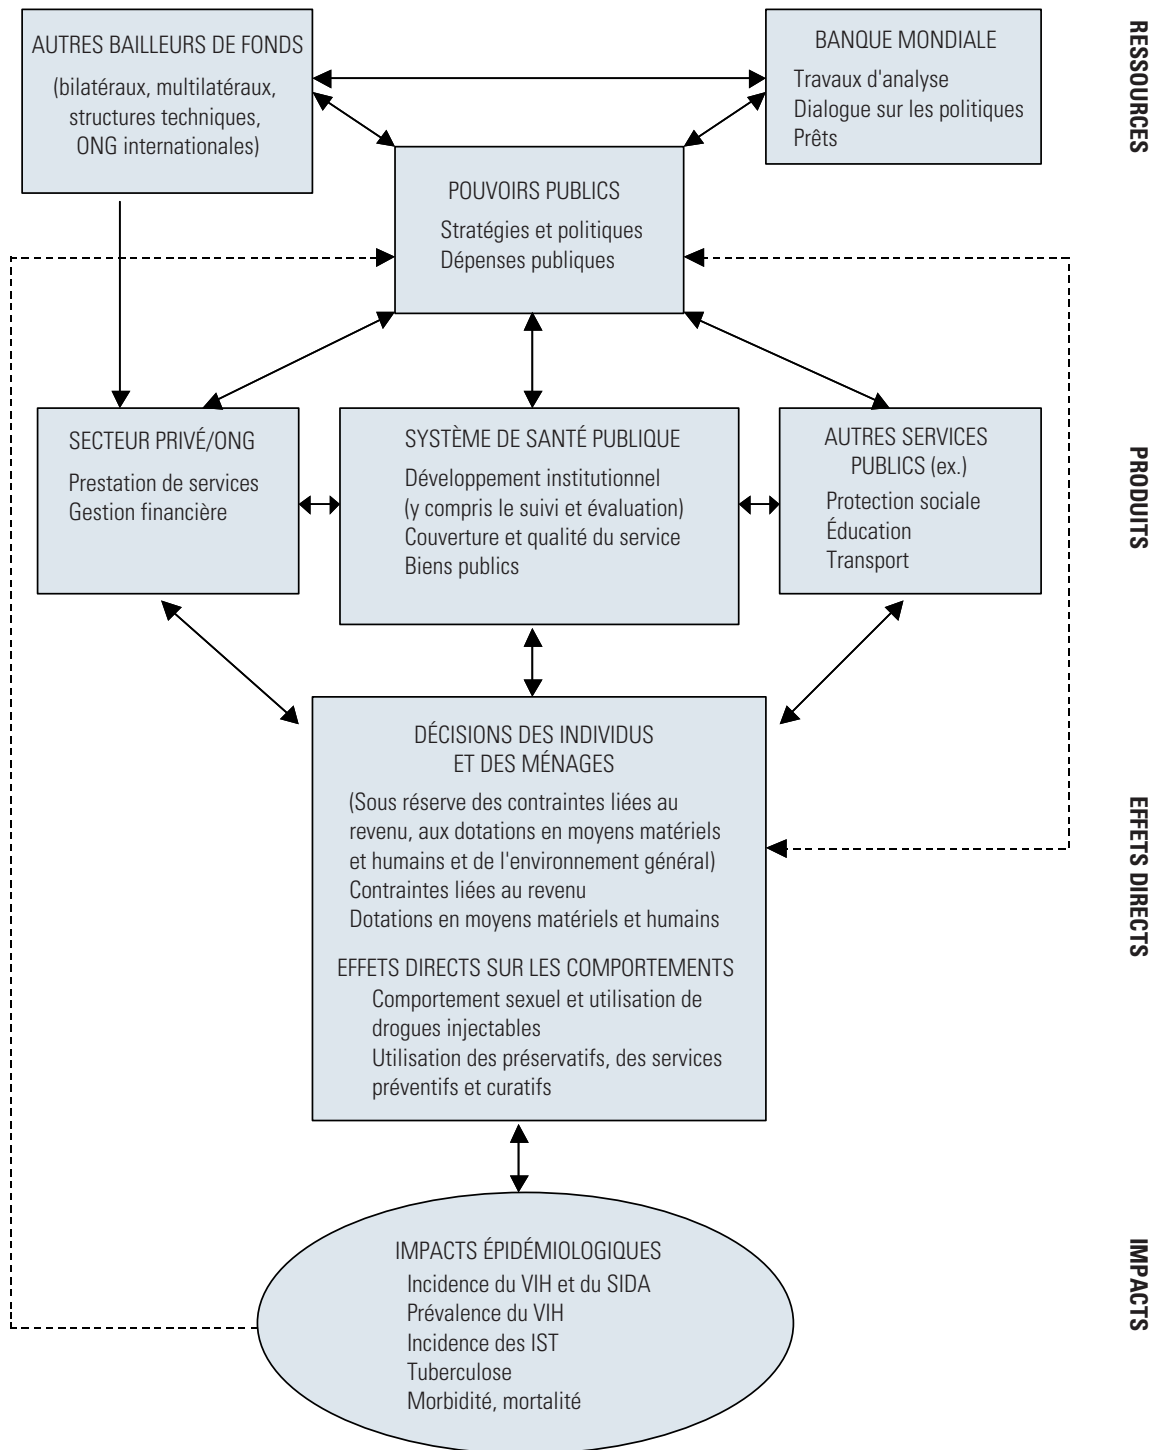 AUTRES BAILLEURS DE FONDS
(bilatéraux, multilatéraux,
structures techniques,
ONG internationales)
BANQUE MONDIALE
Travaux d'analyse
Dialogue sur les politiques
Prêts
RESSOURCES
POUVOIRS PUBLICS
Stratégies et politiques
Dépenses publiques
SECTEUR PRIVÉ/ONG
Prestation de services
Gestion financière
SYSTÈME DE SANTÉ PUBLIQUE
Développement institutionnel
(y compris le suivi et évaluation)
Couverture et qualité du service
Biens publics
AUTRES SERVICES
PUBLICS (ex.)
Protection sociale
Éducation
Transport
PRODUITS
DÉCISIONS DES INDIVIDUS
ET DES MÉNAGES
(Sous réserve des contraintes liées au
revenu, aux dotations en moyens matériels
et humains et de l'environnement général)
Contraintes liées au revenu
Dotations en moyens matériels et humains
EFFETS DIRECTS SUR LES COMPORTEMENTS
Comportement sexuel et utilisation de
drogues injectables
Utilisation des préservatifs, des services
préventifs et curatifs
EFFETS DIRECTS
IMPACTS ÉPIDÉMIOLOGIQUES
Incidence du VIH et du SIDA
Prévalence du VIH
Incidence des IST
Tuberculose
Morbidité, mortalité
IMPACTS